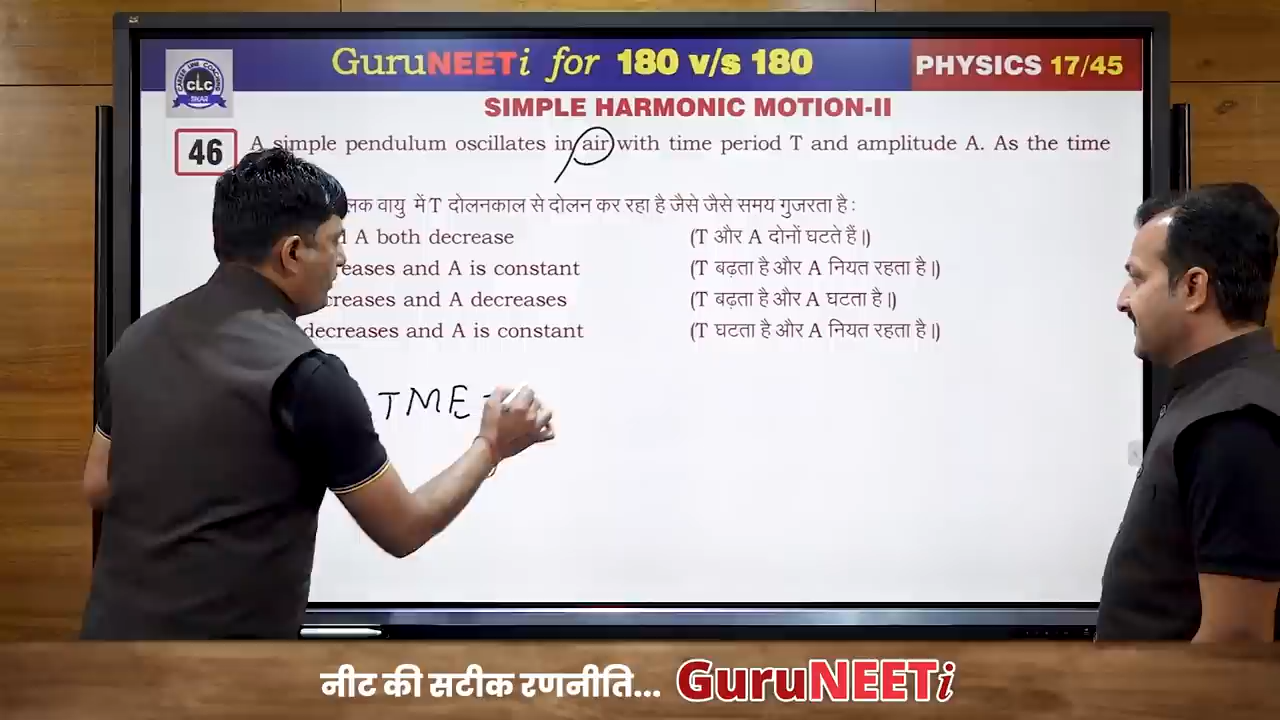 GuruNEETi for 180 v/s 180
PHYSICS 17/45
CLC
SIKAR
SIMPLE HARMONIC MOTION-II
46
A simple pendulum oscillates in air with time period T and amplitude A. As the time
वायु में T दोलनकाल से दोलन कर रहा है जैसे जैसे समय गुजरता है :
A both decrease (T और A दोनों घटते हैं।)
and A is constant (T बढ़ता है और A नियत रहता है।)
and A decreases (T बढ़ता है और A घटता है।)
decreases and A is constant (T घटता है और A नियत रहता है।)
TME
नीट की सटीक रणनीति... GuruNEETi